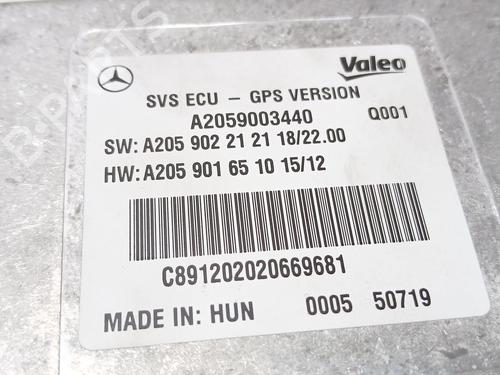 Valeo
SVS ECU – GPS VERSION
A2059003440 Q001
SW: A205 902 21 21 18/22.00
HW: A205 901 65 10 15/12
C891202020669681
MADE IN: HUN 0005 50719
B-PARTS